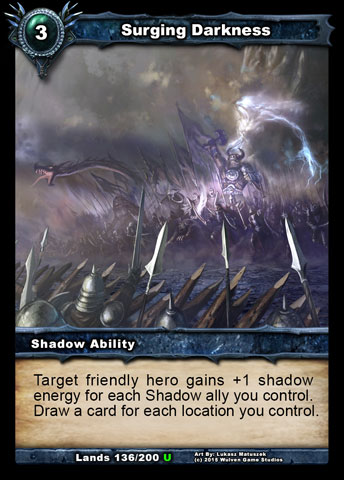 3
Surging Darkness
Shadow Ability
Target friendly hero gains +1 shadow
energy for each Shadow ally you control.
Draw a card for each location you control.
Lands 136/200 U
Art By: Lukasz Matuszek
(c) 2015 Wulven Game Studios